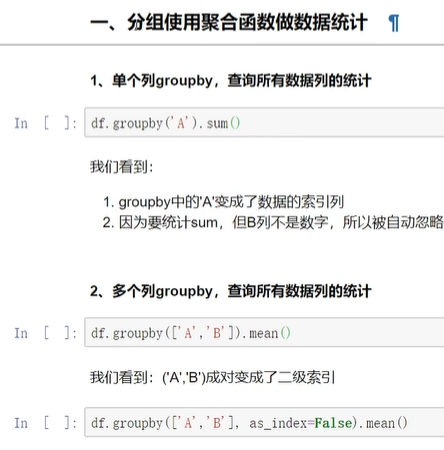 一、分组使用聚合函数做数据统计 ¶
1、单个列groupby，查询所有数据列的统计
In [ ]: df.groupby('A').sum()
我们看到：
1. groupby中的'A'变成了数据的索引列
2. 因为要统计sum，但B列不是数字，所以被自动忽略
2、多个列groupby，查询所有数据列的统计
In [ ]: df.groupby(['A','B']).mean()
我们看到：('A','B')成对变成了二级索引
In [ ]: df.groupby(['A','B'], as_index=False).mean()